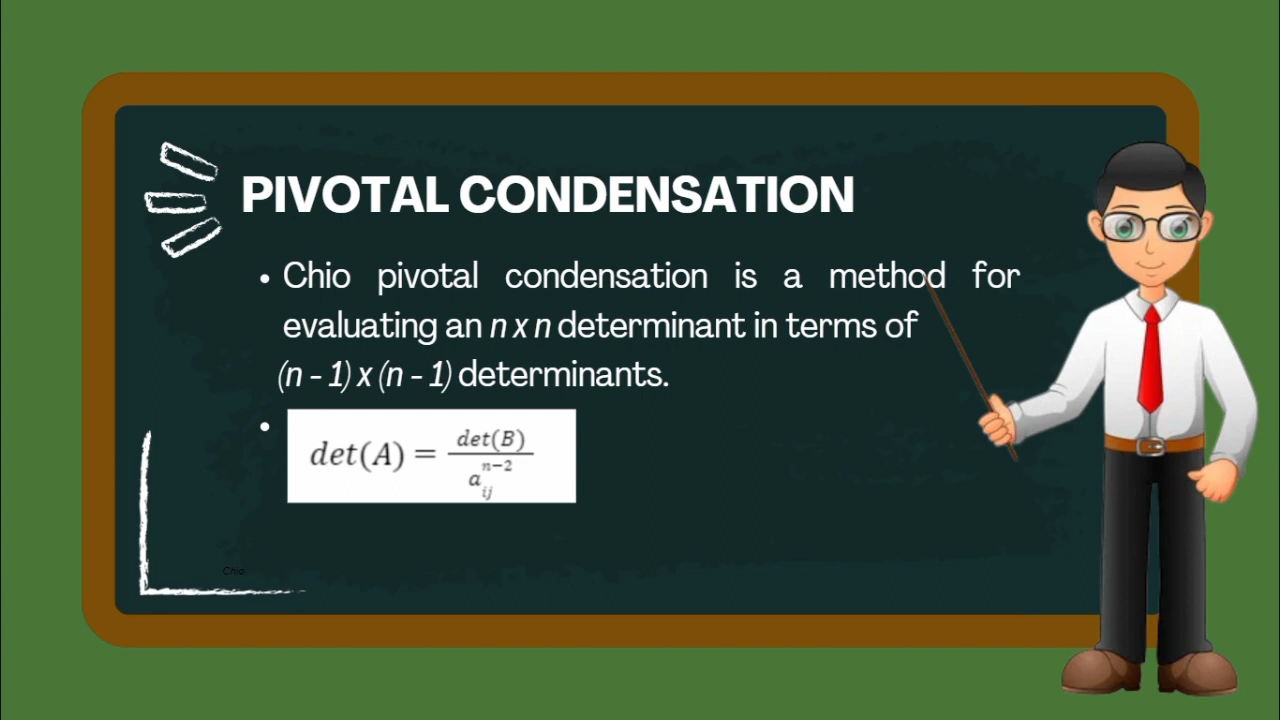 PIVOTAL CONDENSATION
• Chio pivotal condensation is a method for
evaluating an n x n determinant in terms of
(n - 1) x (n - 1) determinants.
• det(A) = det(B) / a_ij^(n-2)
Chio